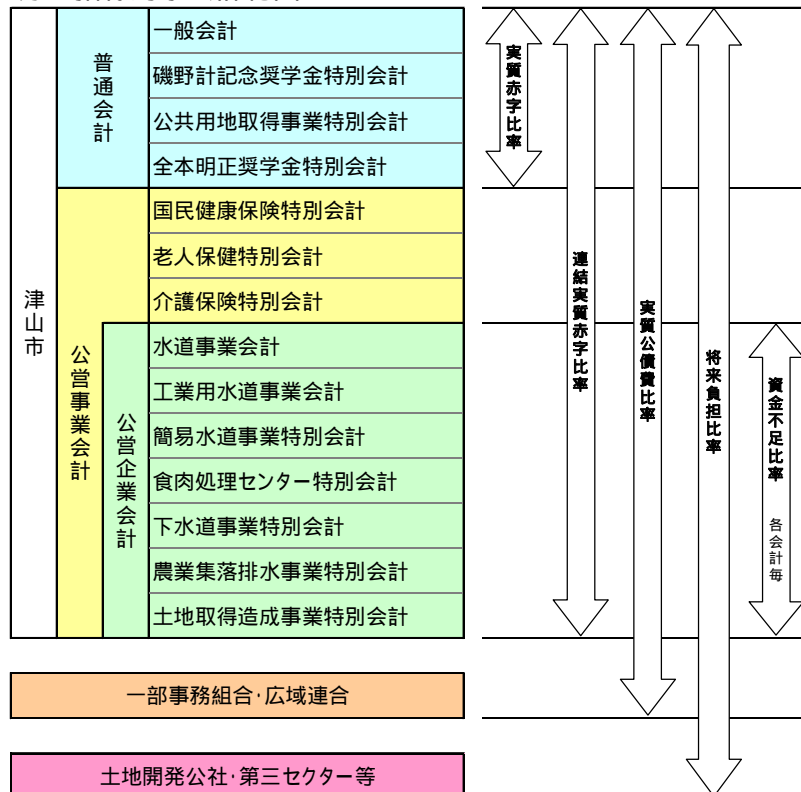 津山市
普通会計
一般会計
磯野計記念奨学金特別会計
公共用地取得事業特別会計
全本明正奨学金特別会計
公営事業会計
国民健康保険特別会計
老人保健特別会計
介護保険特別会計
公営企業会計
水道事業会計
工業用水道事業会計
簡易水道事業特別会計
食肉処理センター特別会計
下水道事業特別会計
農業集落排水事業特別会計
土地取得造成事業特別会計
一部事務組合・広域連合
土地開発公社・第三セクター等
実質赤字比率
連結実質赤字比率
実質公債費比率
将来負担比率
資金不足比率
各会計毎